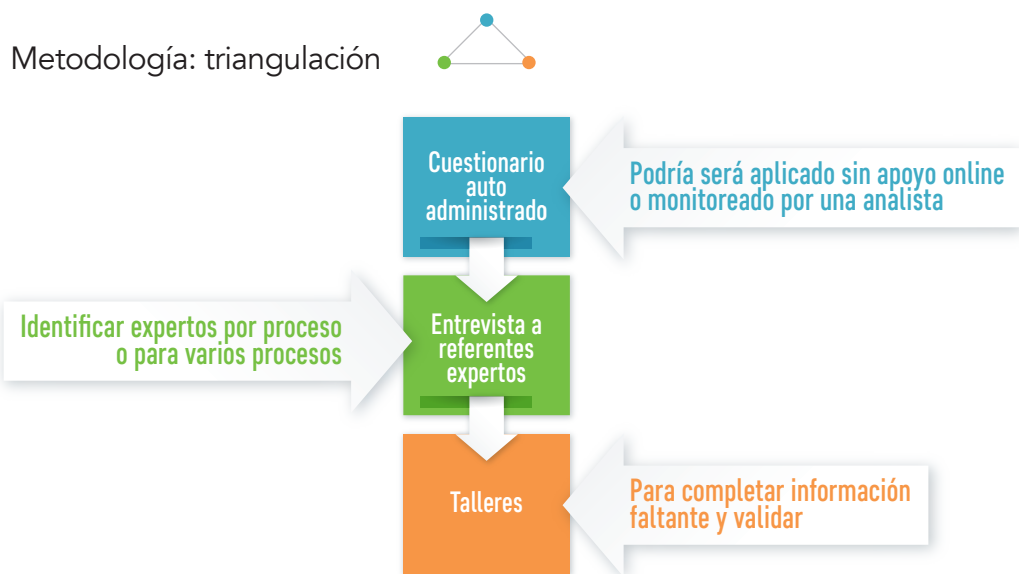 Metodología: triangulación
Cuestionario
auto
administrado
Podría será aplicado sin apoyo online
o monitoreado por una analista
Identificar expertos por proceso
o para varios procesos
Entrevista a
referentes
expertos
Talleres
Para completar información
faltante y validar